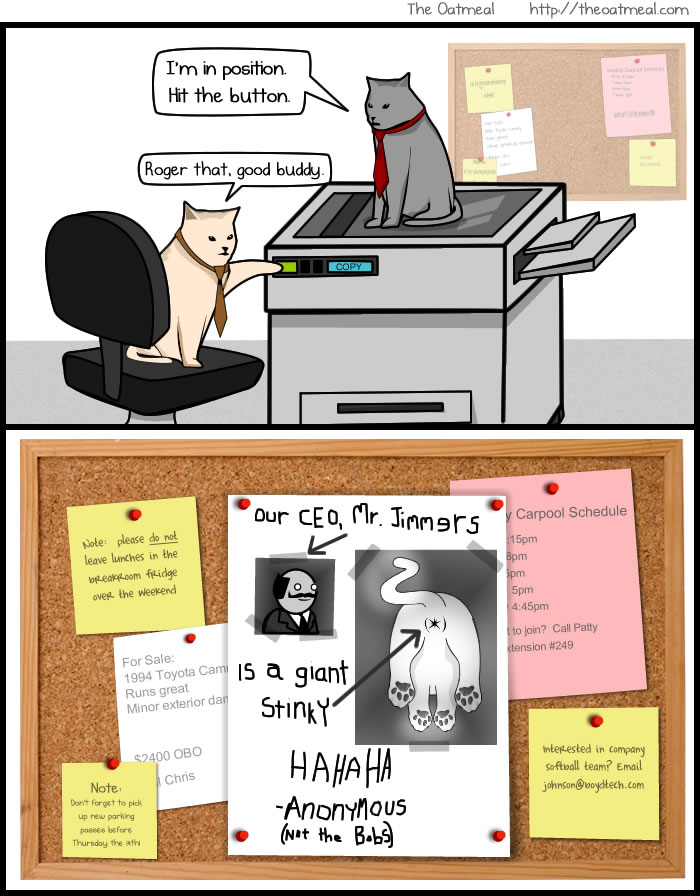 The Oatmeal http://theoatmeal.com
I'm in position.
Hit the button.
Roger that, good buddy.
COPY
Weekly Carpool Schedule
Our CEO, Mr. Jimmers
is a giant
Stinky
HAHAHA
-Anonymous
(Not the Bobs)
Note: please do not
leave lunches in the
breakroom fridge
over the weekend
For Sale:
1994 Toyota Cam
Runs great
Minor exterior dam
$2400 OBO
Chris
Note:
Don't forget to pick
up new parking
passes before
Thursday the 13th!
y Carpool Schedule
:15pm
5pm
4:45pm
t to join? Call Patty
xtension #249
Interested in company
softball team? Email
johnson@boydtech.com